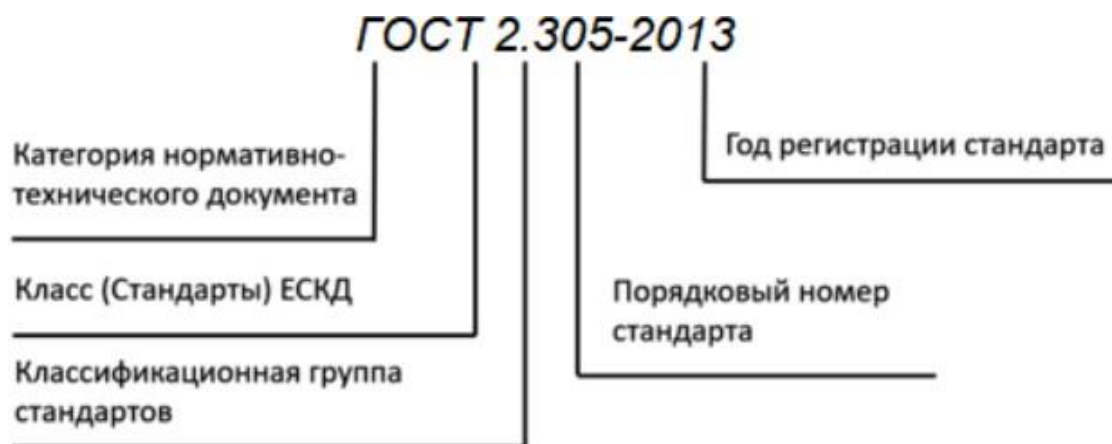 ГОСТ 2.305-2013
Категория нормативно-
технического документа
Год регистрации стандарта
Класс (Стандарты) ЕСКД
Порядковый номер
стандарта
Классификационная группа
стандартов